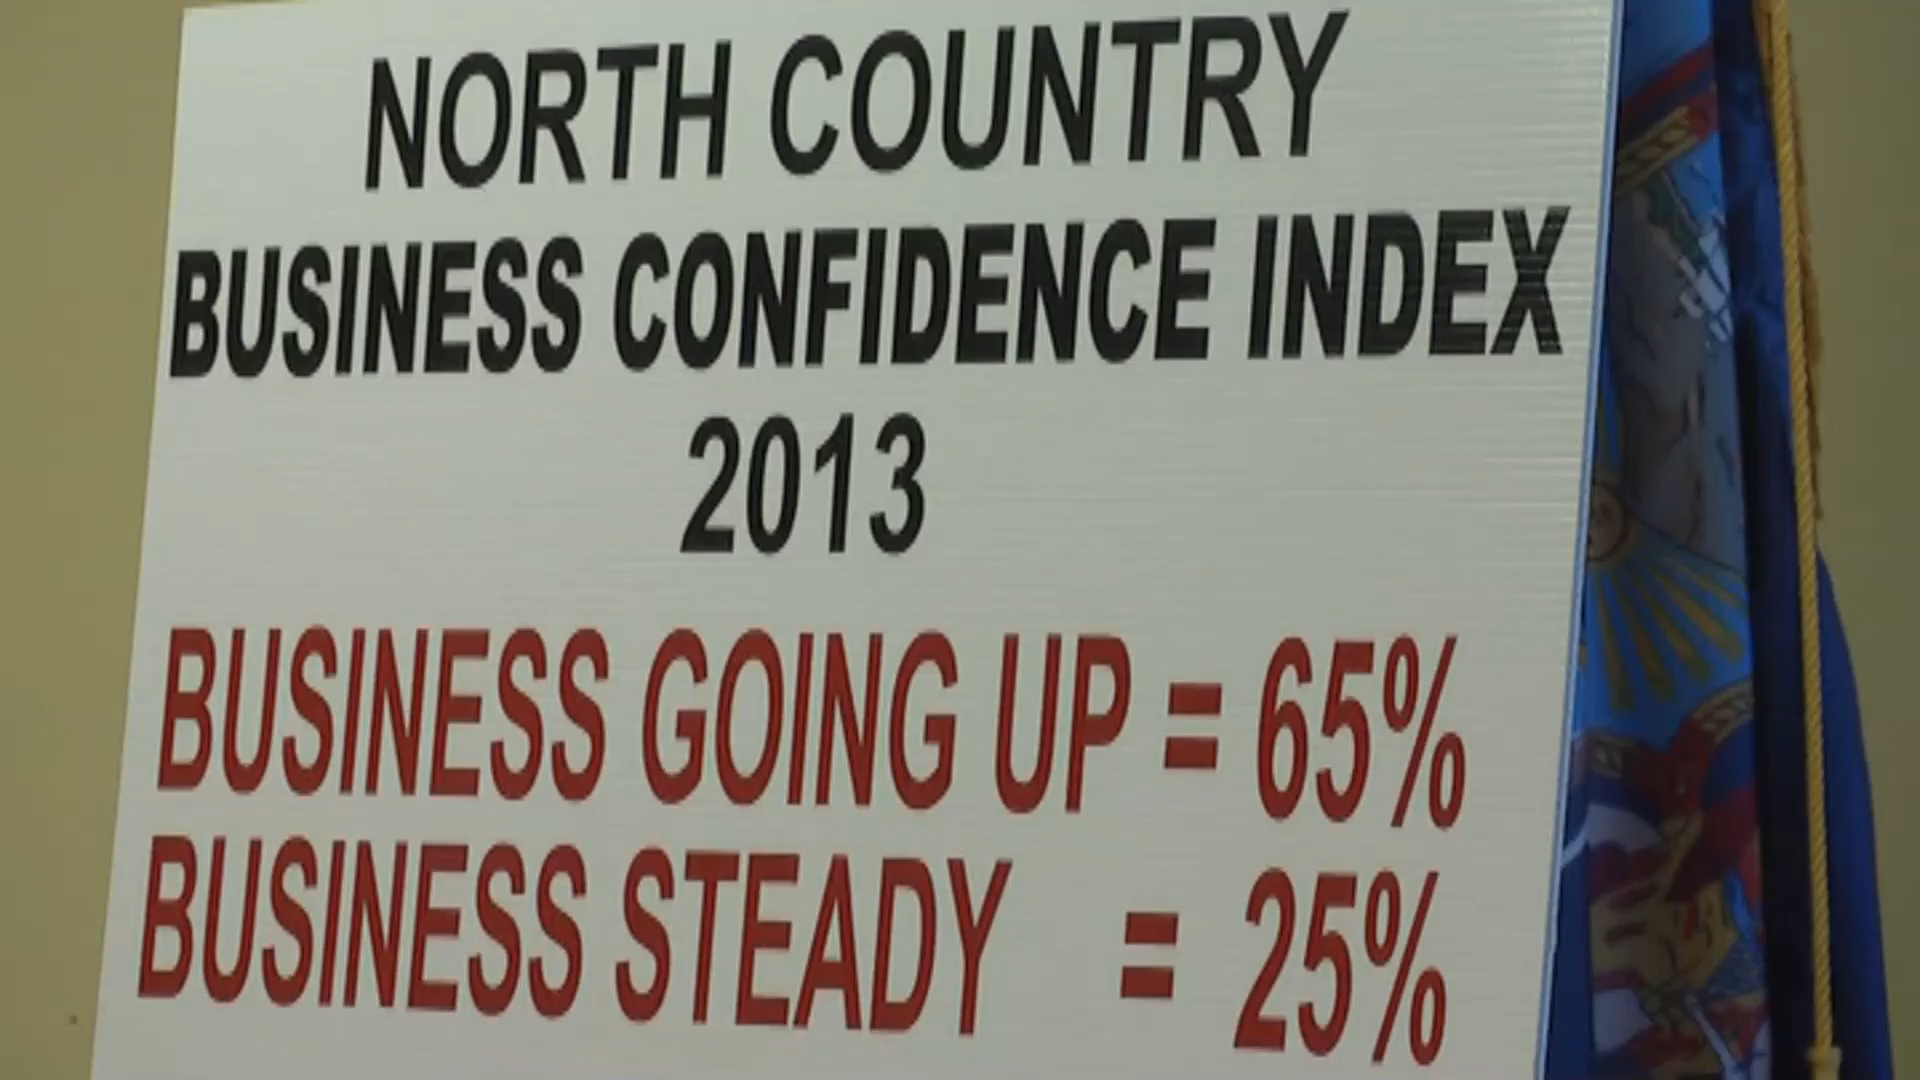 NORTH COUNTRY
BUSINESS CONFIDENCE INDEX
2013
BUSINESS GOING UP = 65%
BUSINESS STEADY = 25%